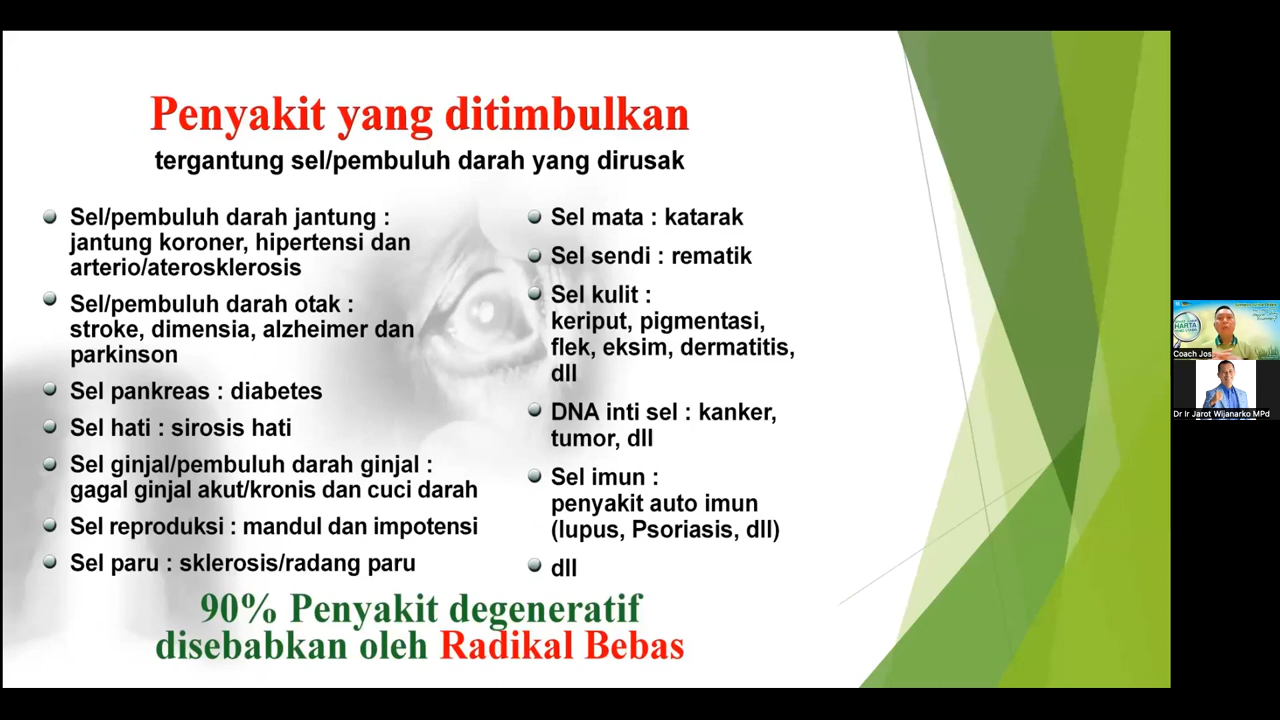 Penyakit yang ditimbulkan
tergantung sel/pembuluh darah yang dirusak
Sel/pembuluh darah jantung :
jantung koroner, hipertensi dan
arterio/aterosklerosis
Sel/pembuluh darah otak :
stroke, dimensia, alzheimer dan
parkinson
Sel pankreas : diabetes
Sel hati : sirosis hati
Sel ginjal/pembuluh darah ginjal :
gagal ginjal akut/kronis dan cuci darah
Sel reproduksi : mandul dan impotensi
Sel paru : sklerosis/radang paru
Sel mata : katarak
Sel sendi : rematik
Sel kulit :
keriput, pigmentasi,
flek, eksim, dermatitis,
dll
DNA inti sel : kanker,
tumor, dll
Sel imun :
penyakit auto imun
(lupus, Psoriasis, dll)
dll
90% Penyakit degeneratif
disebabkan oleh Radikal Bebas
HARTA
Coach Jos
Dr Ir Jarot Wijanarko MPd